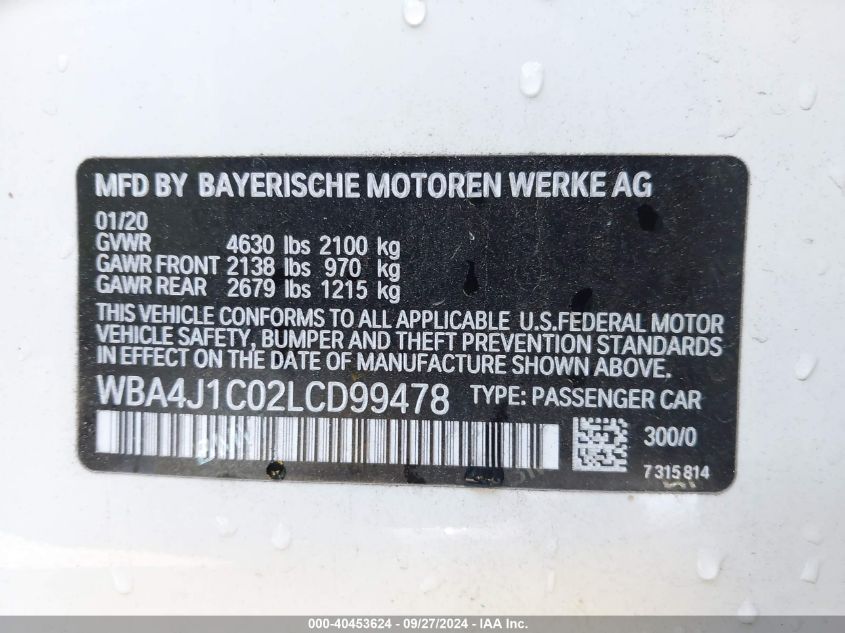 MFD BY BAYERISCHE MOTOREN WERKE AG
01/20
GVWR 4630 lbs 2100 kg
GAWR FRONT 2138 lbs 970 kg
GAWR REAR 2679 lbs 1215 kg
THIS VEHICLE CONFORMS TO ALL APPLICABLE U.S.FEDERAL MOTOR
VEHICLE SAFETY, BUMPER AND THEFT PREVENTION STANDARDS
IN EFFECT ON THE DATE OF MANUFACTURE SHOWN ABOVE.
WBA4J1C02LCD99478 TYPE: PASSENGER CAR
300/0
7 315 814
000-40453624 - 09/27/2024 - IAA Inc.